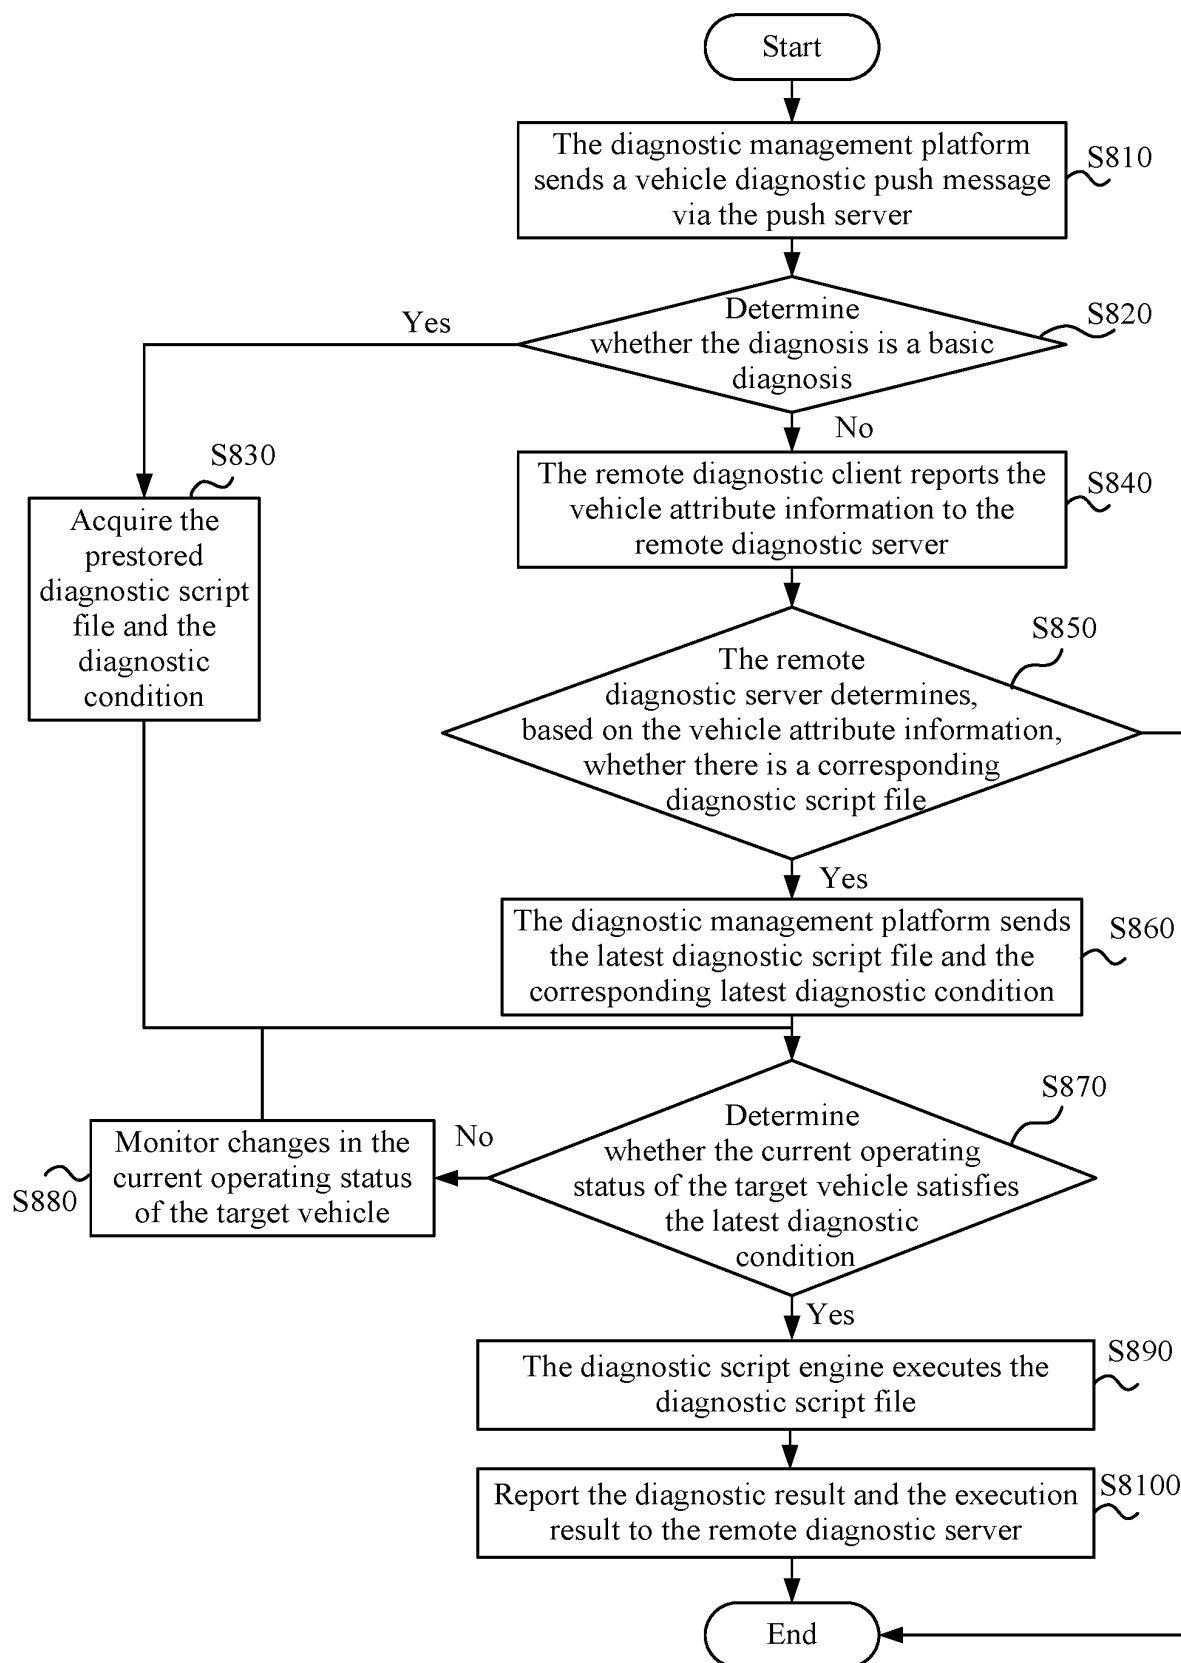 Start
The diagnostic management platform
sends a vehicle diagnostic push message
via the push server
S810
Determine
whether the diagnosis is a basic
diagnosis
S820
Yes
No
S830
Acquire the
prestored
diagnostic script
file and the
diagnostic
condition
The remote diagnostic client reports the
vehicle attribute information to the
remote diagnostic server
S840
The remote
diagnostic server determines,
based on the vehicle attribute information,
whether there is a corresponding
diagnostic script file
S850
Yes
The diagnostic management platform sends
the latest diagnostic script file and the
corresponding latest diagnostic condition
S860
Determine
whether the current operating
status of the target vehicle satisfies
the latest diagnostic
condition
S870
No
Monitor changes in the
current operating status
of the target vehicle
S880
Yes
The diagnostic script engine executes the
diagnostic script file
S890
Report the diagnostic result and the execution
result to the remote diagnostic server
S8100
End